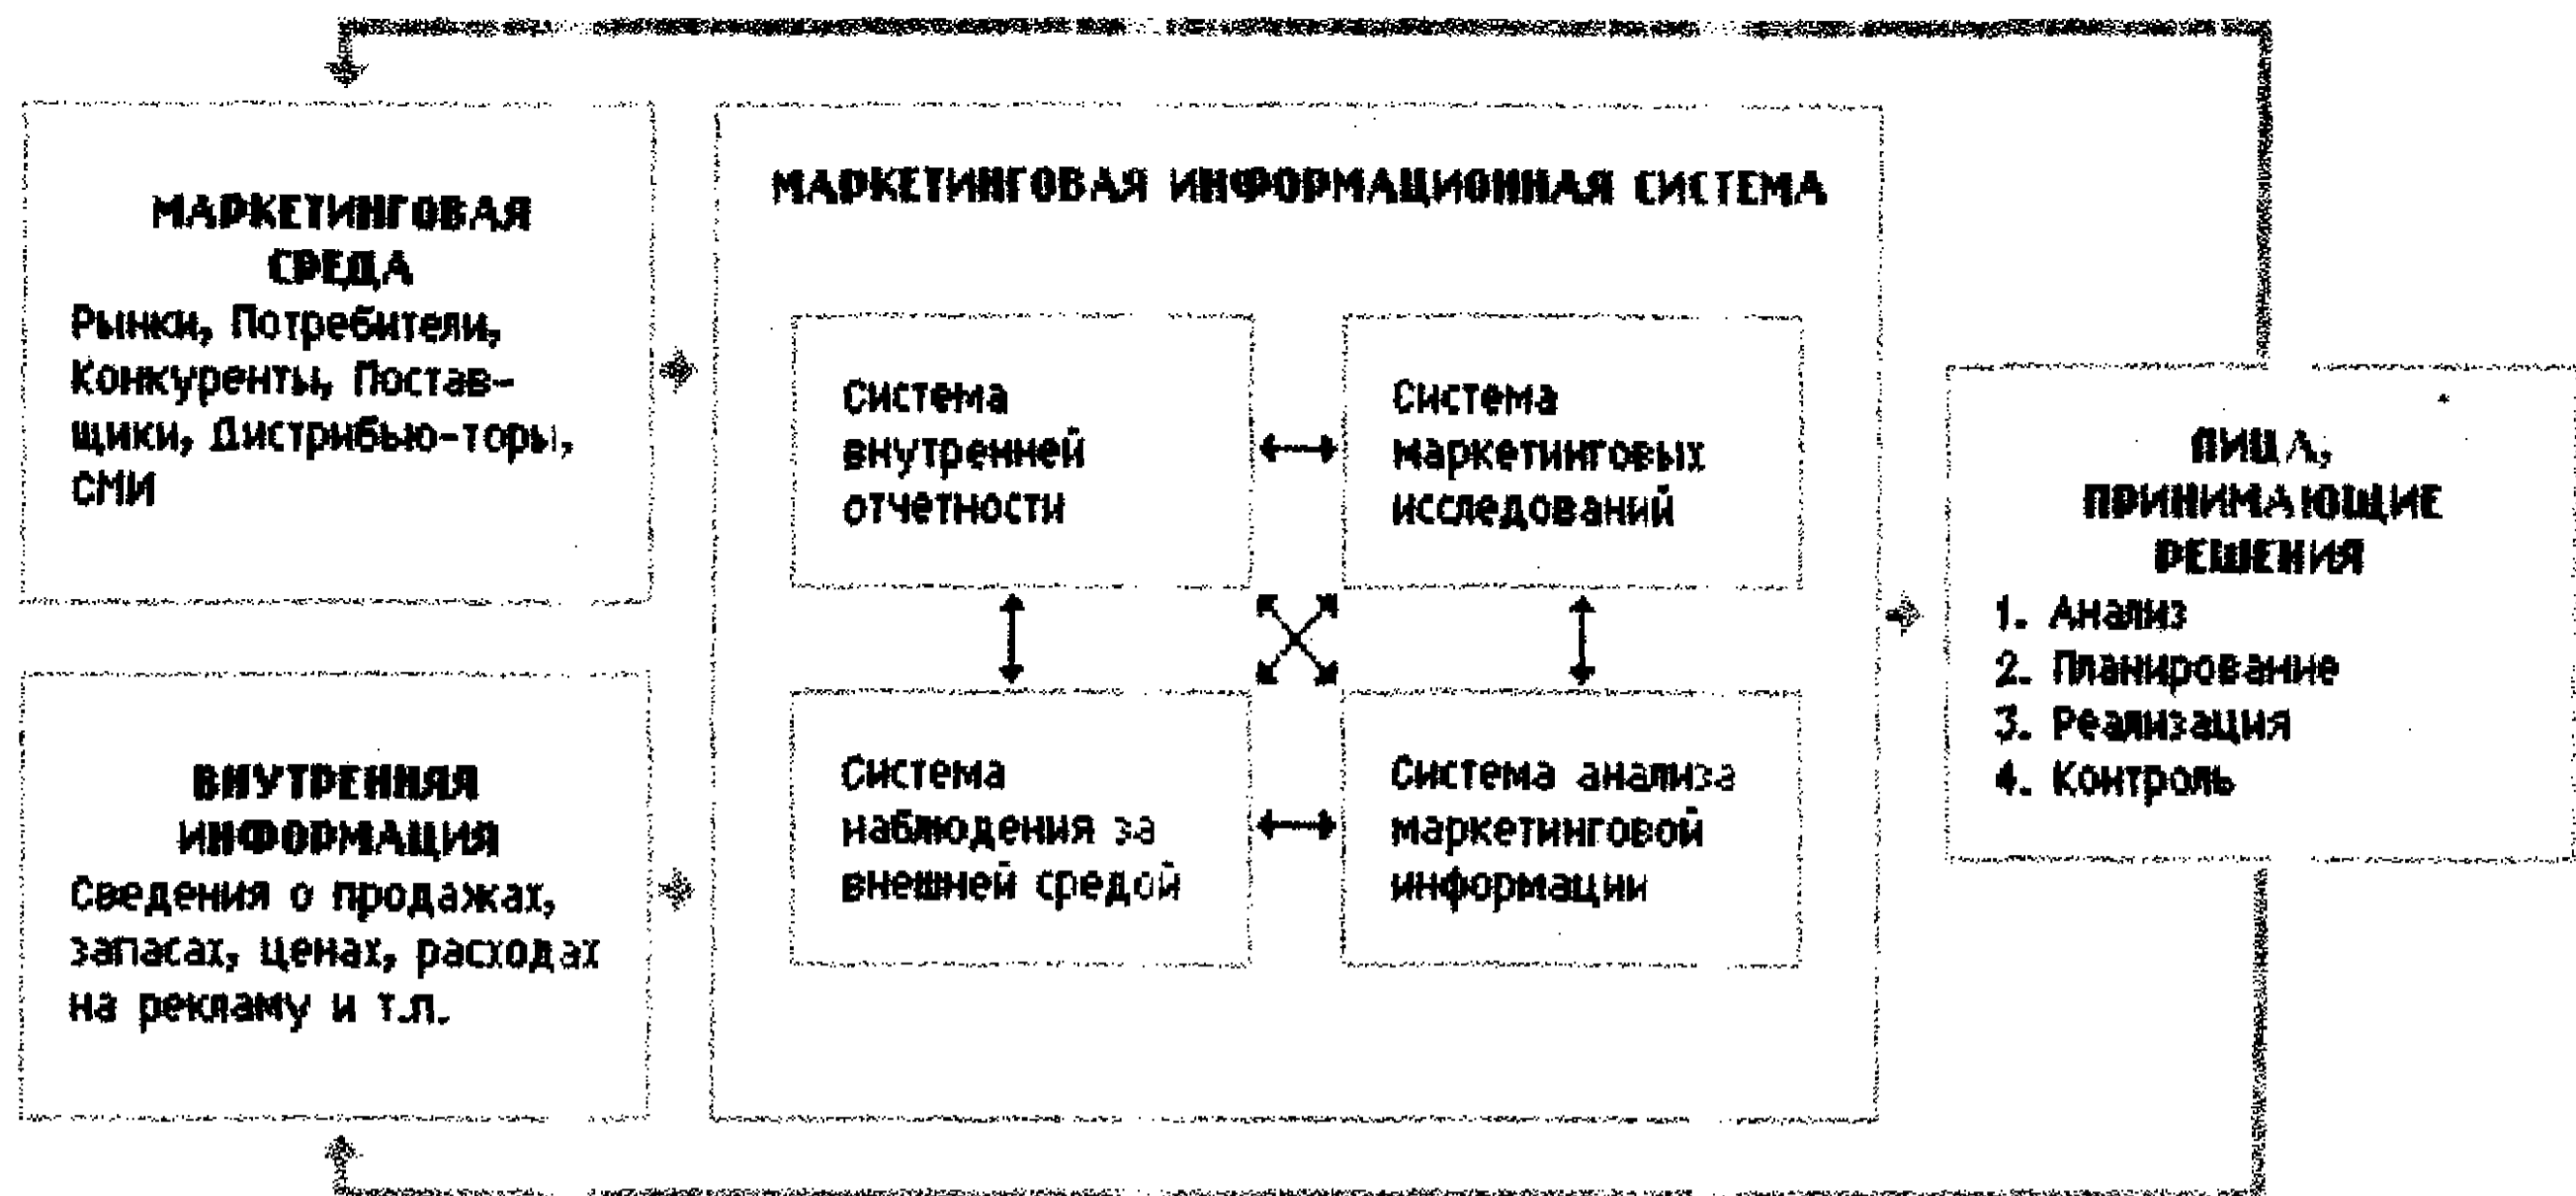 МАРКЕТИНГОВАЯ
СРЕДА
Рынки, Потребители,
Конкуренты, Постав-
щики, Дистрибью-торы,
СМИ
ВНУТРЕННЯЯ
ИНФОРМАЦИЯ
Сведения о продажах,
запасах, ценах, расходах
на рекламу и т.п.
МАРКЕТИНГОВАЯ ИНФОРМАЦИОННАЯ СИСТЕМА
Система
внутренней
отчетности
Система
маркетинговых
исследований
Система
наблюдения за
внешней средой
Система анализа
маркетинговой
информации
ЛИЦА,
ПРИНИМАЮЩИЕ
РЕШЕНИЯ
1. Анализ
2. Планирование
3. Реализация
4. Контроль